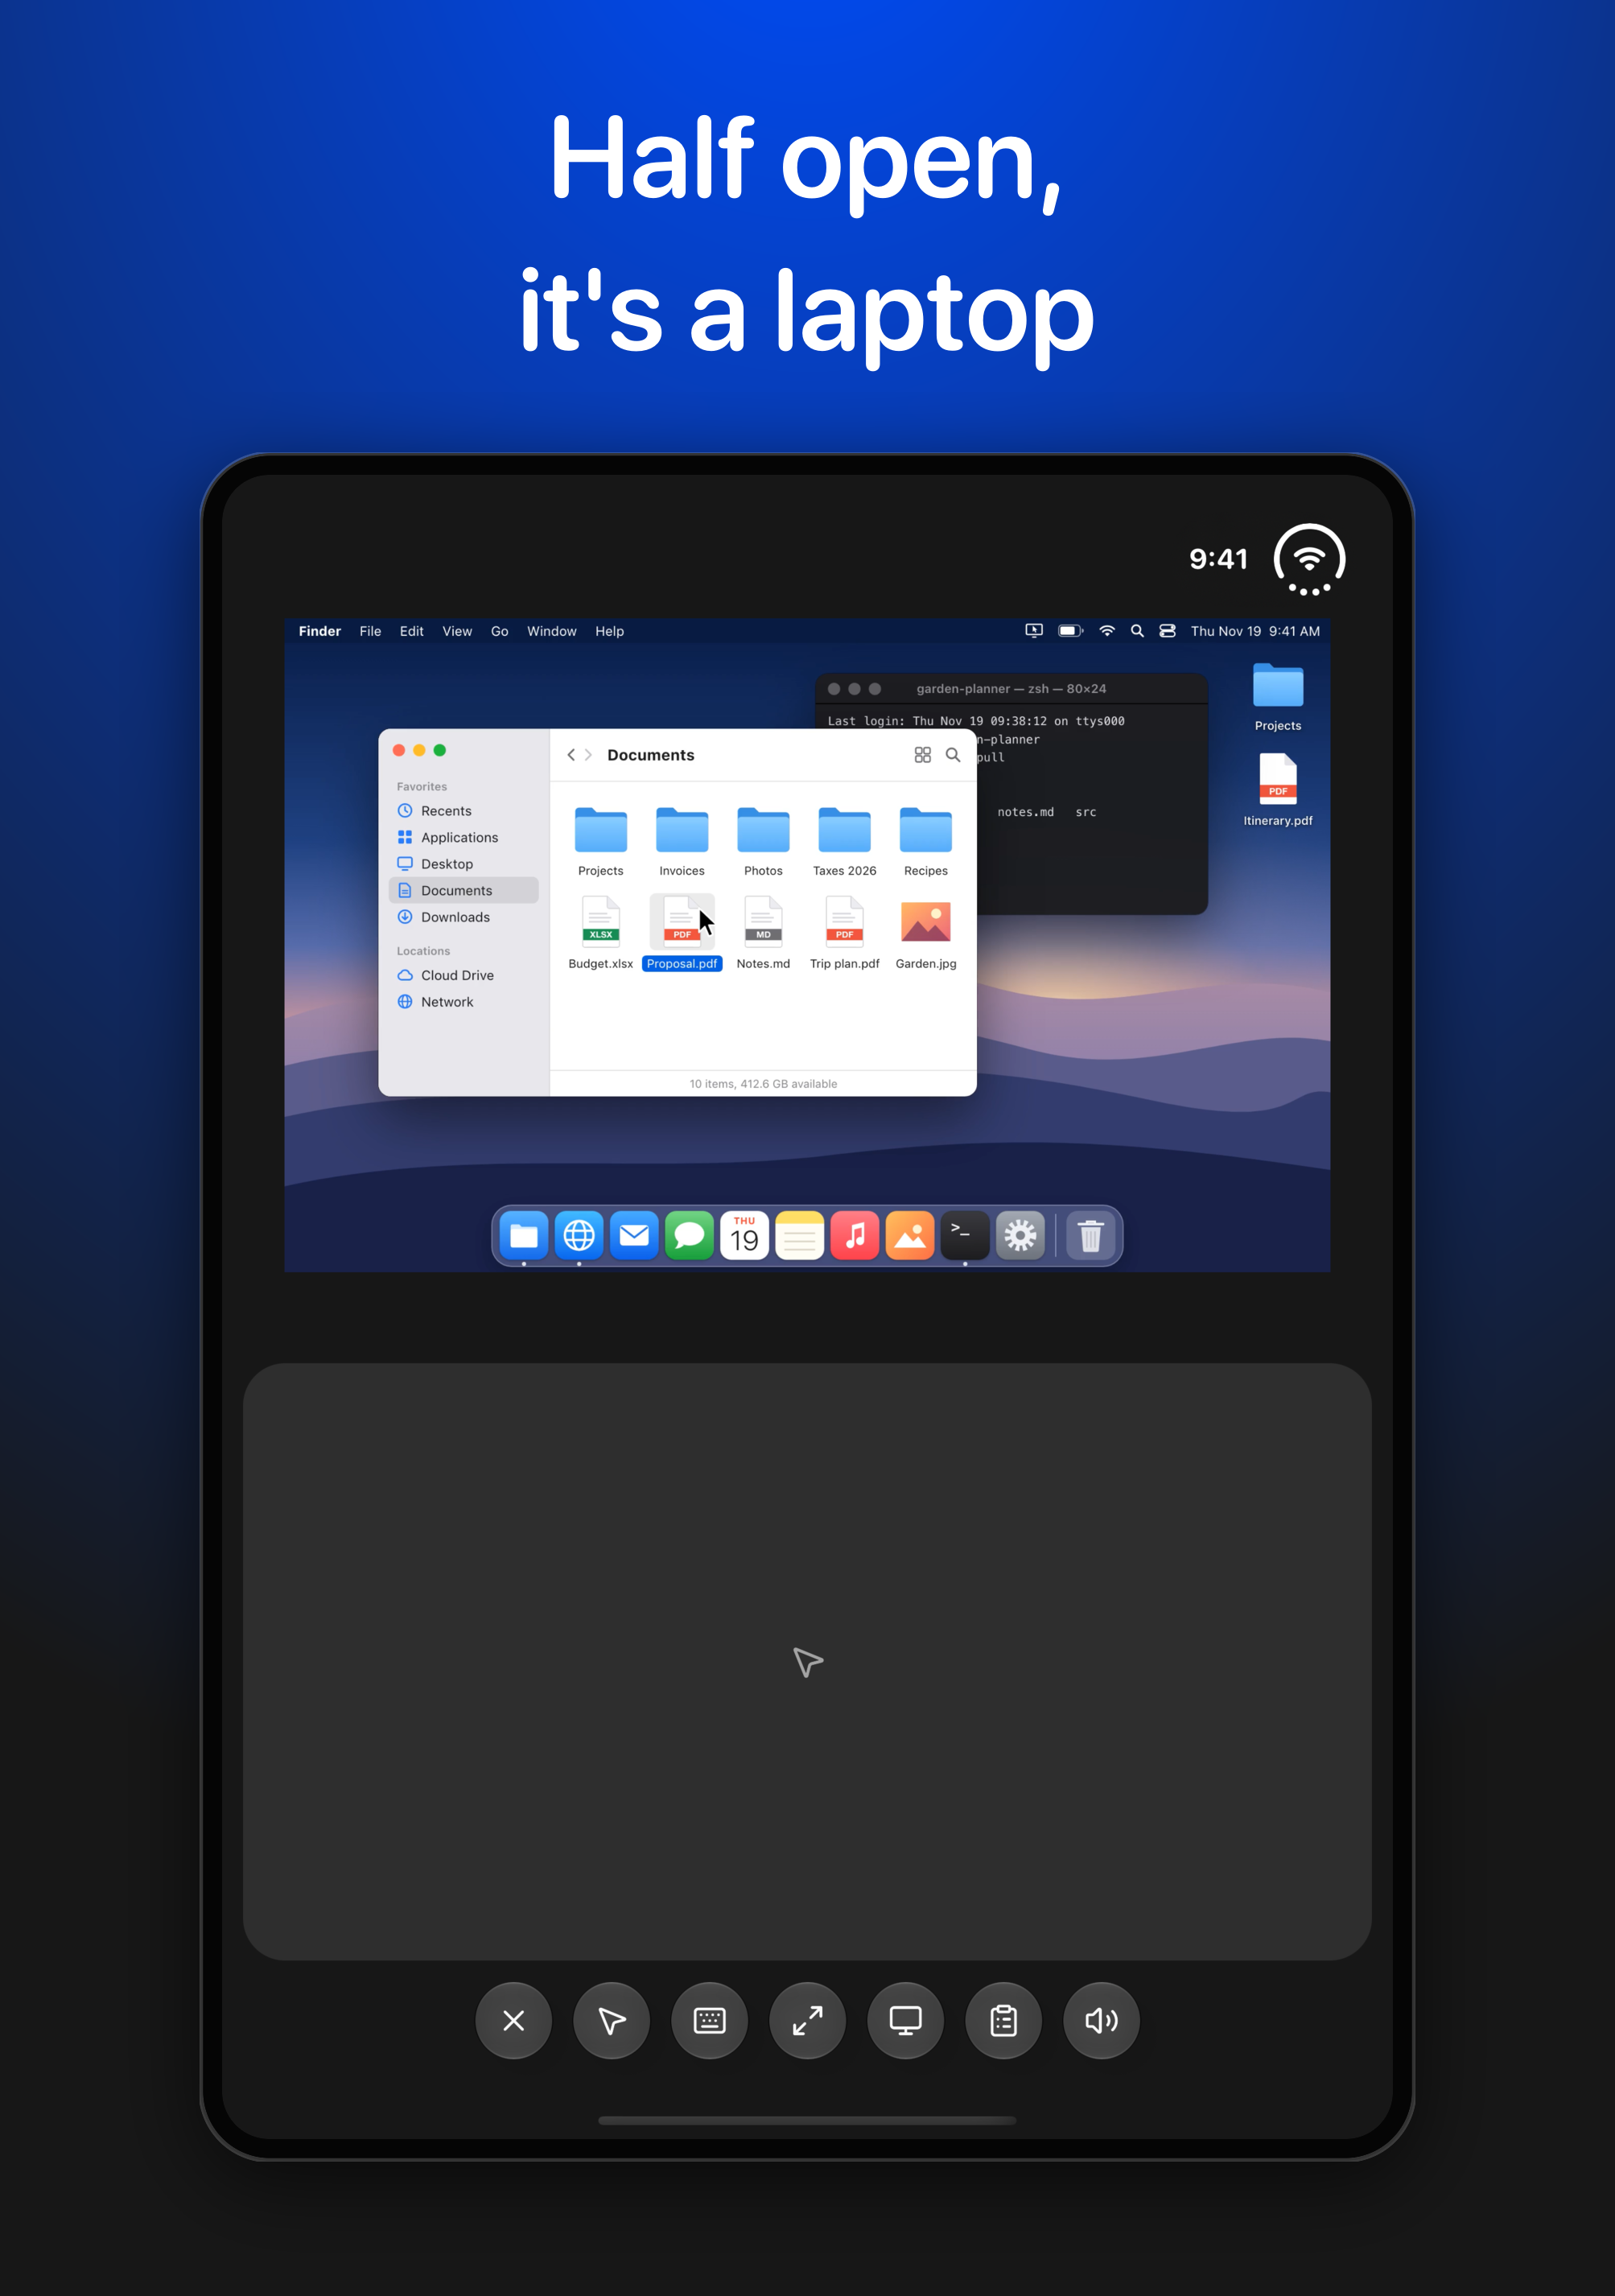 Half open,
it's a laptop
9:41
Finder File Edit View Go Window Help Thu Nov 19 9:41 AM
garden-planner — zsh — 80×24
Last login: Thu Nov 19 09:38:12 on ttys000
n-planner
pull
notes.md src
Projects
PDF
Itinerary.pdf
Documents
Favorites
Recents
Applications
Desktop
Documents
Downloads
Locations
Cloud Drive
Network
Projects Invoices Photos Taxes 2026 Recipes
XLSX PDF MD PDF
Budget.xlsx Proposal.pdf Notes.md Trip plan.pdf Garden.jpg
10 items, 412.6 GB available
THU
19
>_